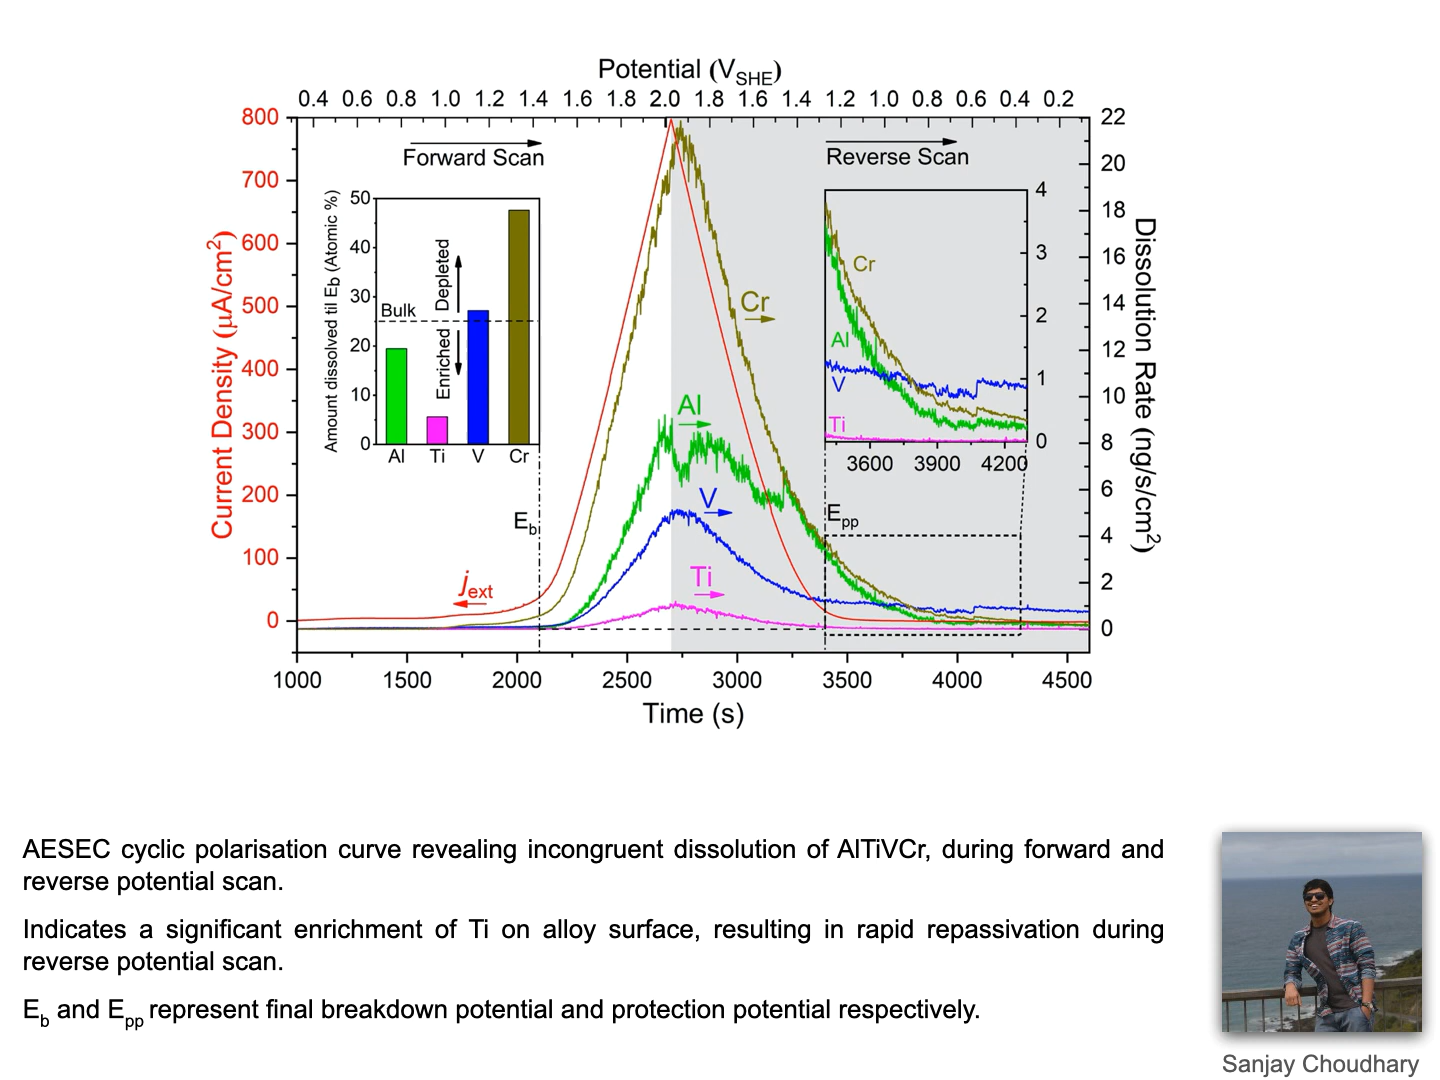 Potential (VSHE)
0.4 0.6 0.8 1.0 1.2 1.4 1.6 1.8 2.0 1.8 1.6 1.4 1.2 1.0 0.8 0.6 0.4 0.2
Forward Scan
Reverse Scan
Current Density (μA/cm2)
800
700
600
500
400
300
200
100
0
Amount dissolved til Eb (Atomic %)
50
40
30
20
10
0
Bulk
Depleted
Enriched
Al Ti V Cr
Eb
jext
Cr
Al
V
Ti
Cr
Al
V
Ti
4
3
2
1
0
3600 3900 4200
Epp
22
20
18
16
14
12
10
8
6
4
2
0
Dissolution Rate (ng/s/cm2)
1000 1500 2000 2500 3000 3500 4000 4500
Time (s)
AESEC cyclic polarisation curve revealing incongruent dissolution of AlTiVCr, during forward and
reverse potential scan.
Indicates a significant enrichment of Ti on alloy surface, resulting in rapid repassivation during
reverse potential scan.
Eb and Epp represent final breakdown potential and protection potential respectively.
Sanjay Choudhary